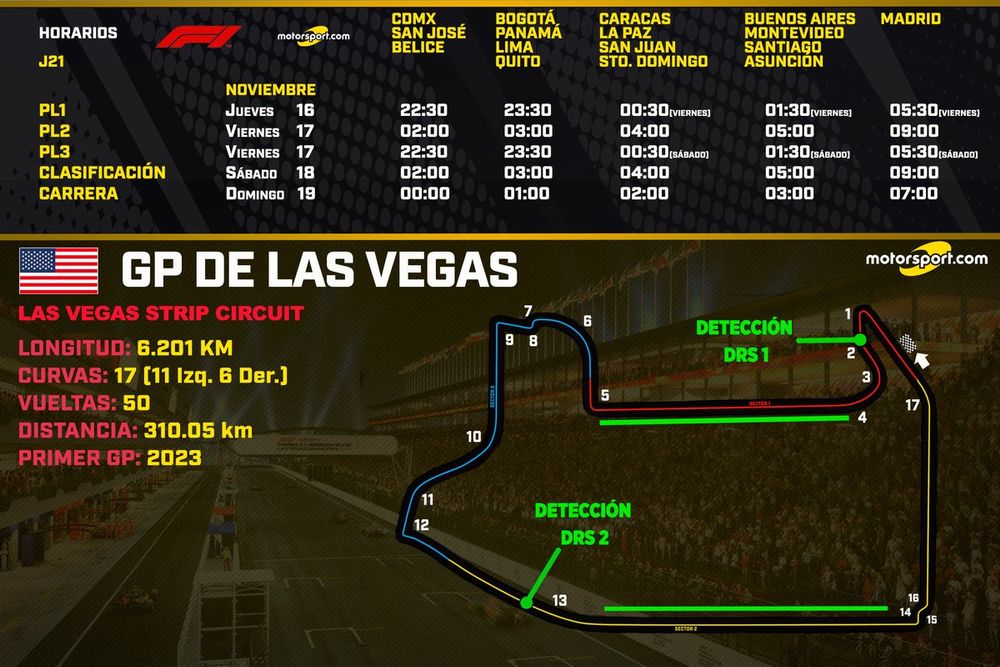 HORARIOS
F1
motorsport.com
CDMX
SAN JOSÉ
BELICE
BOGOTÁ
PANAMÁ
LIMA
QUITO
CARACAS
LA PAZ
SAN JUAN
STO. DOMINGO
BUENOS AIRES
MONTEVIDEO
SANTIAGO
ASUNCIÓN
MADRID
J21
NOVIEMBRE
PL1 JUEVES 16 22:30 23:30 00:30(VIERNES) 01:30(VIERNES) 05:30(VIERNES)
PL2 VIERNES 17 02:00 03:00 04:00 05:00 09:00
PL3 VIERNES 17 22:30 23:30 00:30(SÁBADO) 01:30(SÁBADO) 05:30(SÁBADO)
CLASIFICACIÓN SÁBADO 18 02:00 03:00 04:00 05:00 09:00
CARRERA DOMINGO 19 00:00 01:00 02:00 03:00 07:00
GP DE LAS VEGAS
motorsport.com
LAS VEGAS STRIP CIRCUIT
LONGITUD: 6.201 KM
CURVAS: 17 (11 Izq. 6 Der.)
VUELTAS: 50
DISTANCIA: 310.05 km
PRIMER GP: 2023
DETECCIÓN
DRS 1
1
2
3
4
5
6
7
8
9
10
11
12
13
14
15
16
17
SECTOR 1
SECTOR 2
DETECCIÓN
DRS 2
SECTOR 2